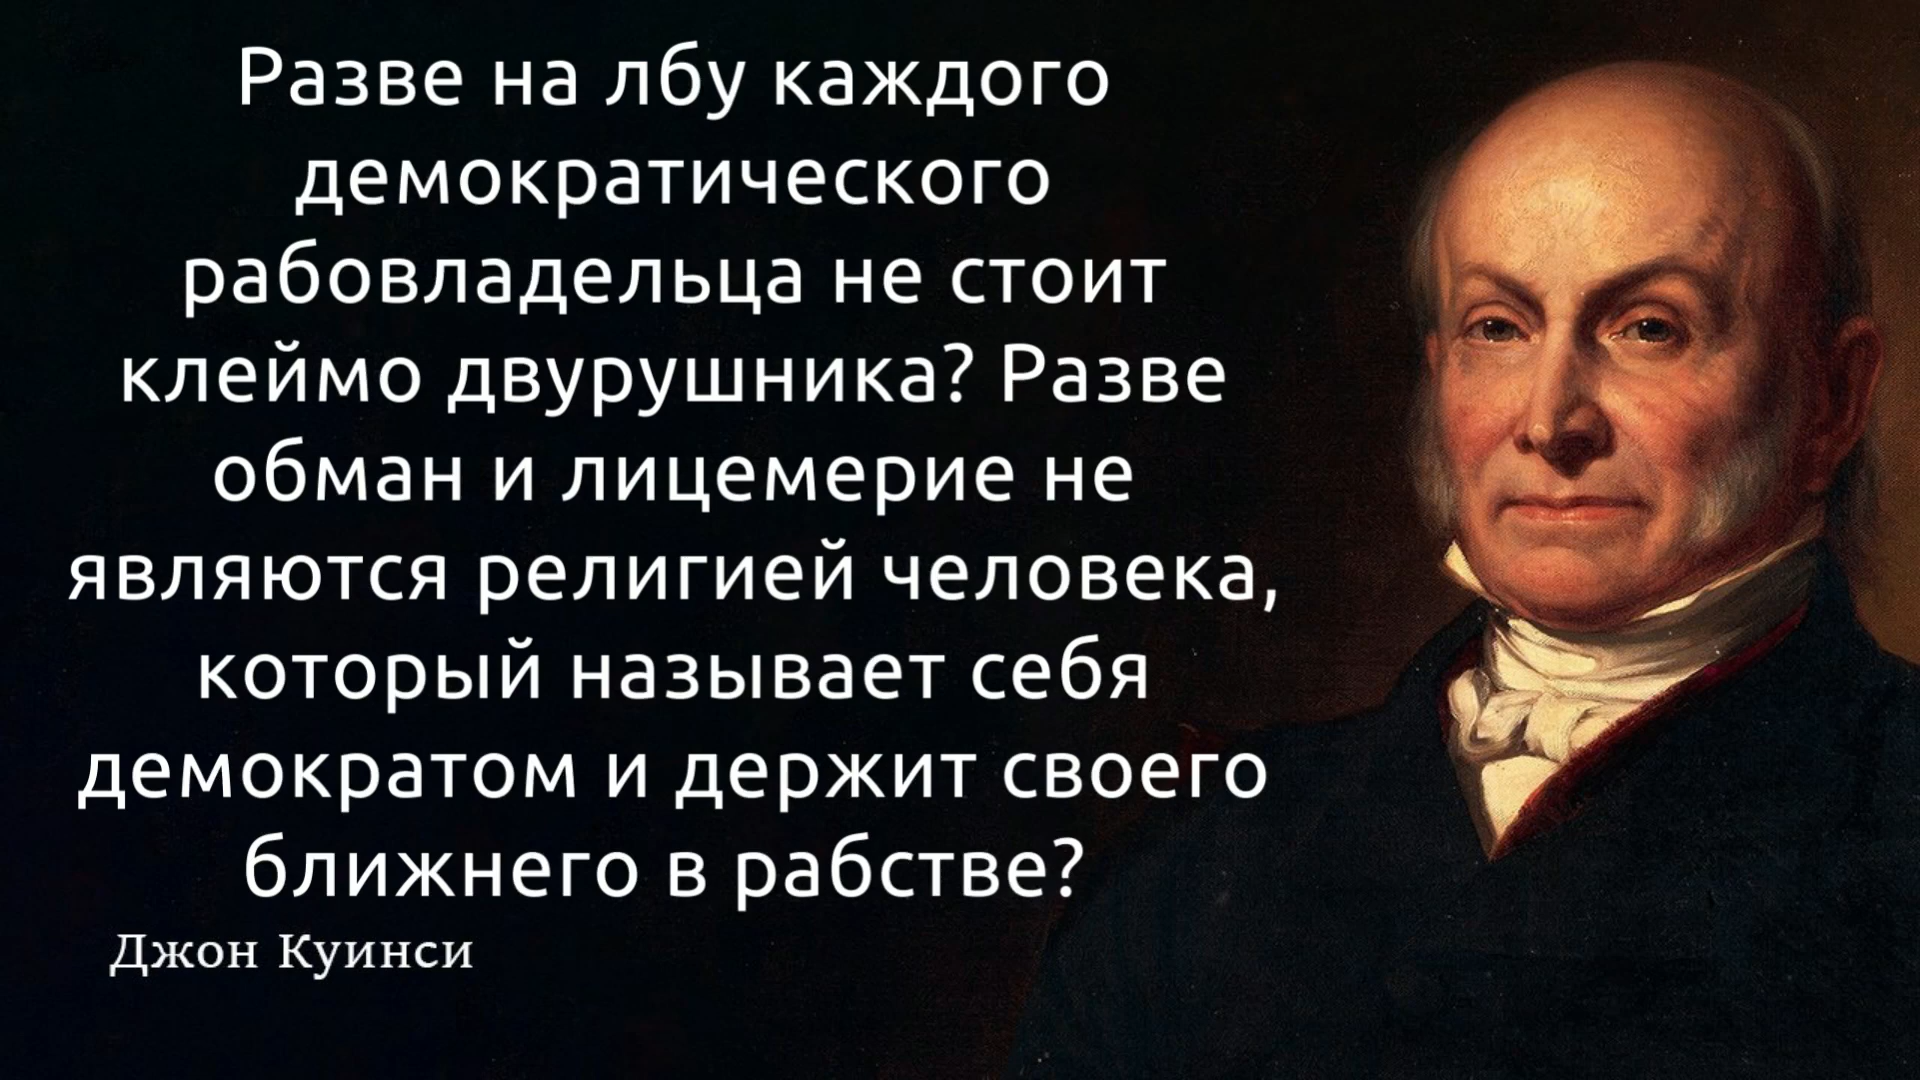 Разве на лбу каждого
демократического
рабовладельца не стоит
клеймо двурушника? Разве
обман и лицемерие не
являются религией человека,
который называет себя
демократом и держит своего
ближнего в рабстве?
Джон Куинси